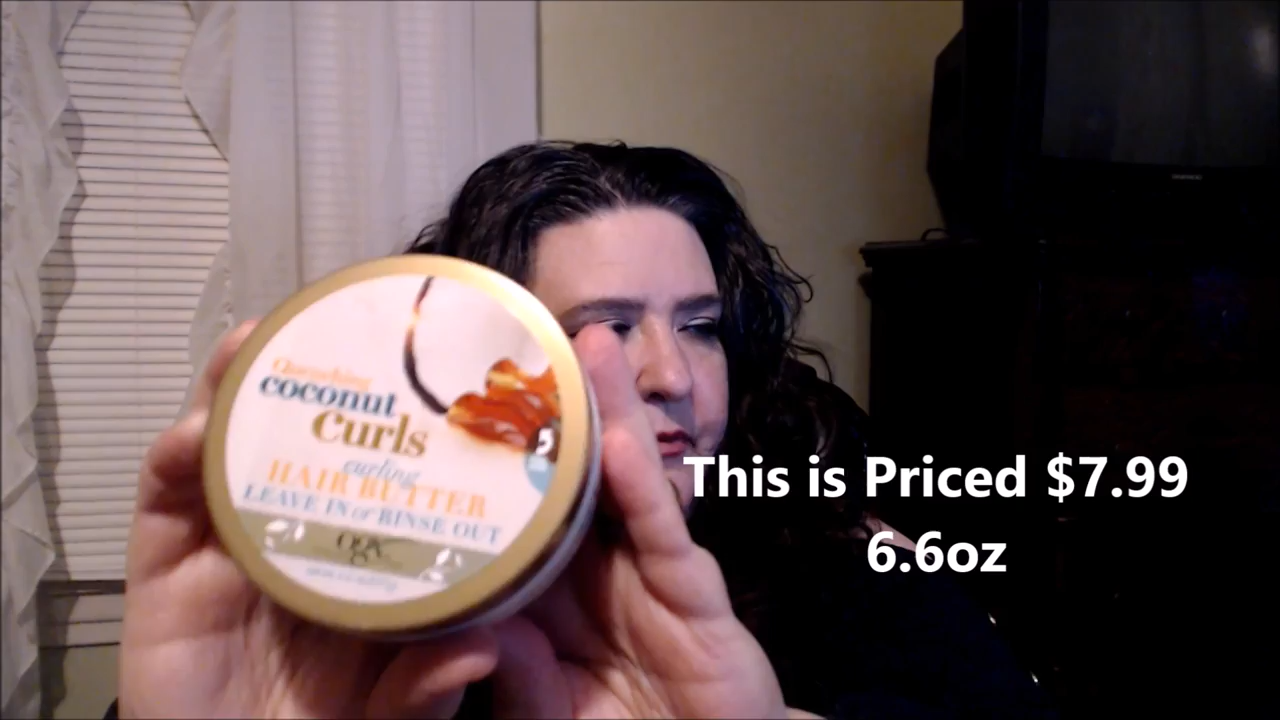 Quenching
coconut
Curls
curling
HAIR BUTTER
LEAVE IN or RINSE OUT
ogx
This is Priced $7.99
6.6oz